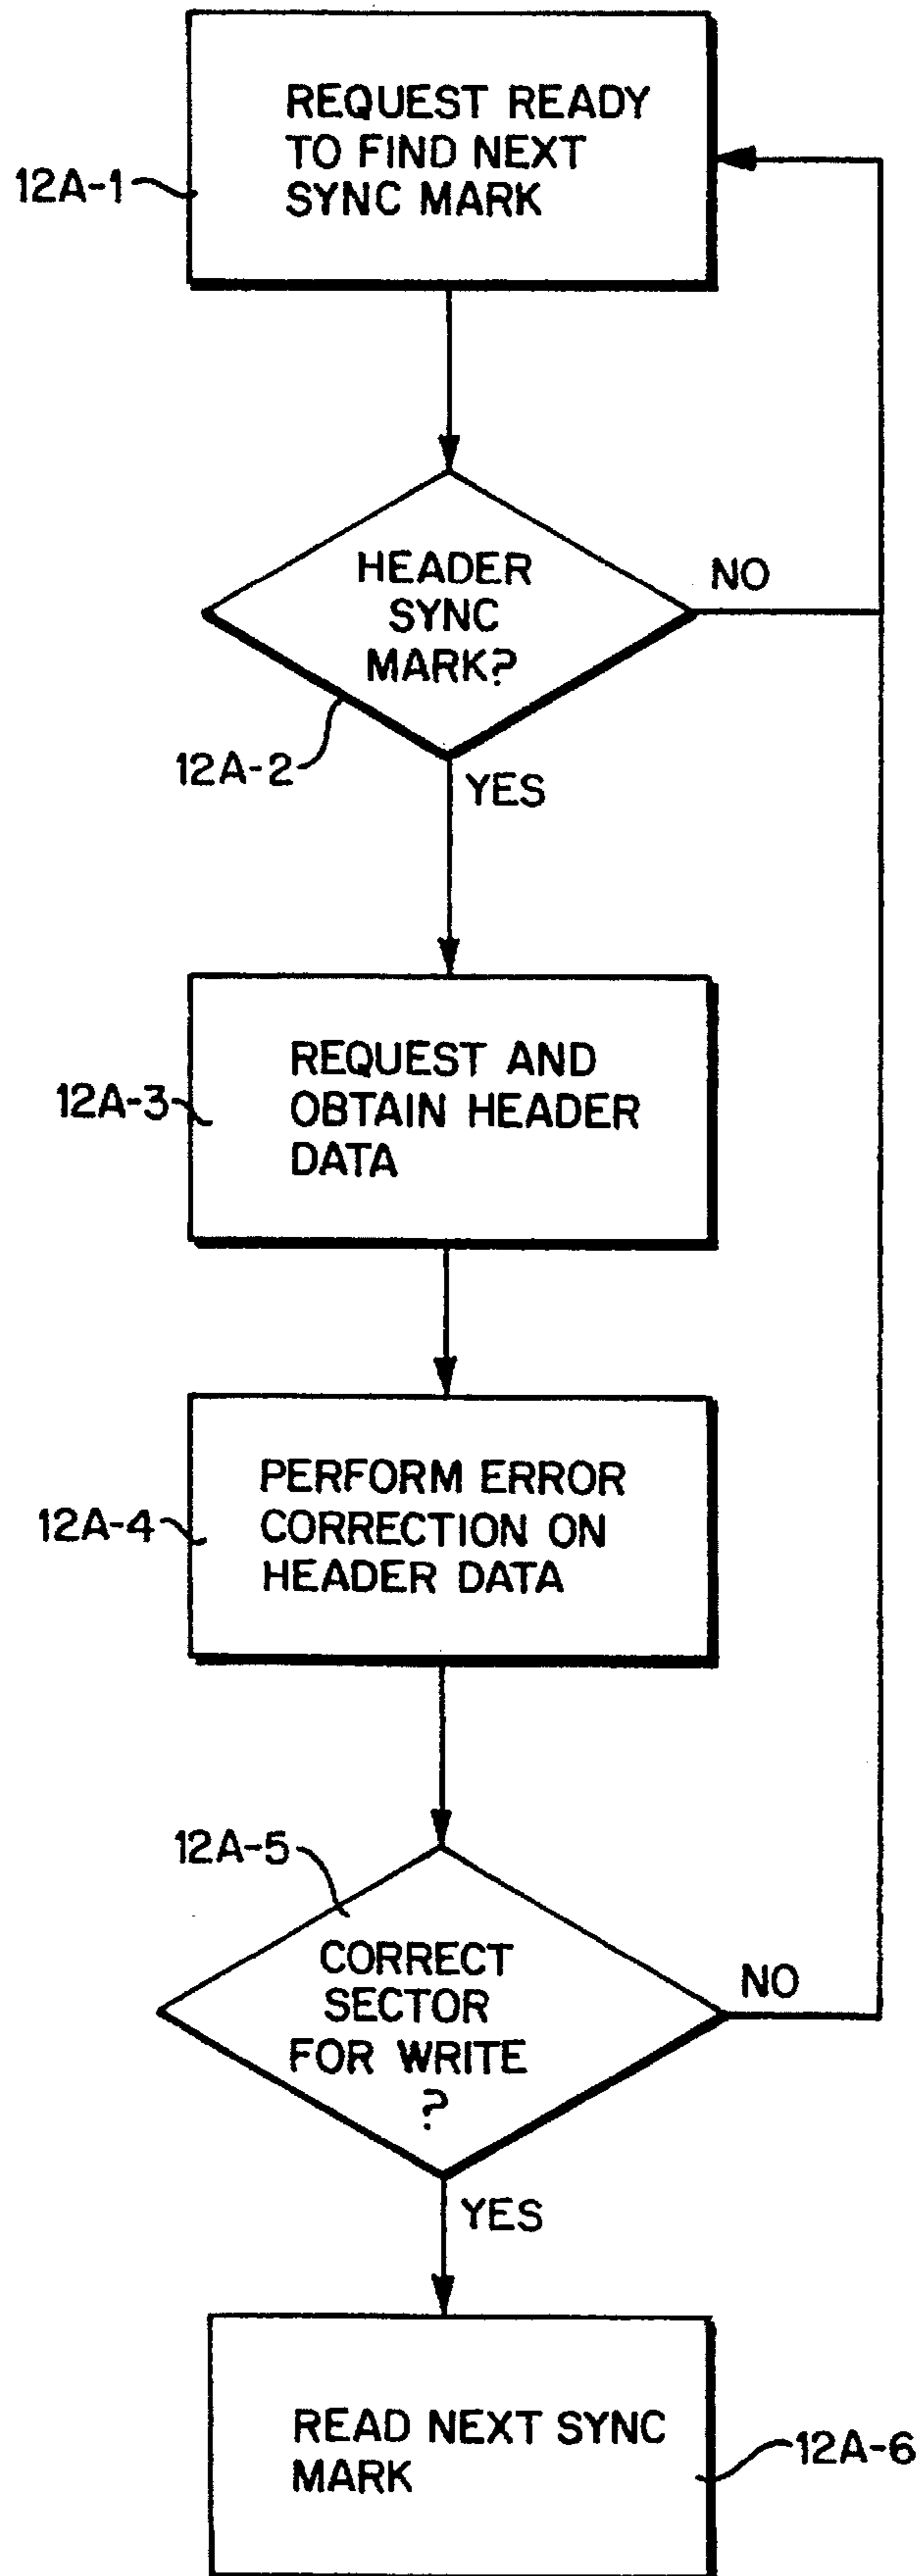 REQUEST READY
TO FIND NEXT
SYNC MARK
12A-1
HEADER
SYNC
MARK?
NO
12A-2
YES
REQUEST AND
OBTAIN HEADER
DATA
12A-3
PERFORM ERROR
CORRECTION ON
HEADER DATA
12A-4
12A-5
CORRECT
SECTOR
FOR WRITE
?
NO
YES
READ NEXT SYNC
MARK
12A-6